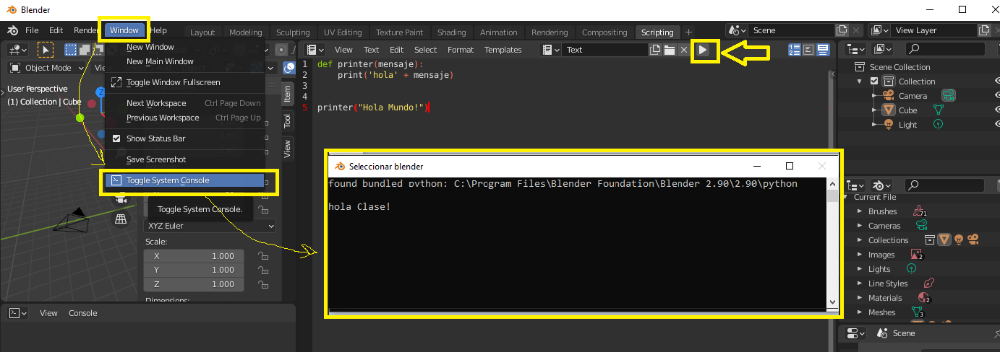 Blender
File Edit Render Window Help
Layout Modeling Sculpting UV Editing Texture Paint Shading Animation Rendering Compositing Scripting +
Scene
View Layer
New Window
New Main Window
Toggle Window Fullscreen
Next Workspace Ctrl Page Down
Previous Workspace Ctrl Page Up
Show Status Bar
Save Screenshot
Toggle System Console
Toggle System Console.
Object Mode
User Perspective
(1) Collection | Cube
Item
Tool
View
XYZ Euler
Scale:
X 1.000
Y 1.000
Z 1.000
Dimensions:
View Console
View Text Edit Select Format Templates
Text
1 def printer(mensaje):
2 print('hola' + mensaje)
3
4
5 printer("Hola Mundo!")
Seleccionar blender
found bundled python: C:\Program Files\Blender Foundation\Blender 2.90\2.90\python
hola Clase!
Scene Collection
Collection
Camera
Cube
Light
Current File
Brushes 71
Cameras
Collections
Images 2
Lights
Line Styles
Materials 2
Meshes 3
Scene